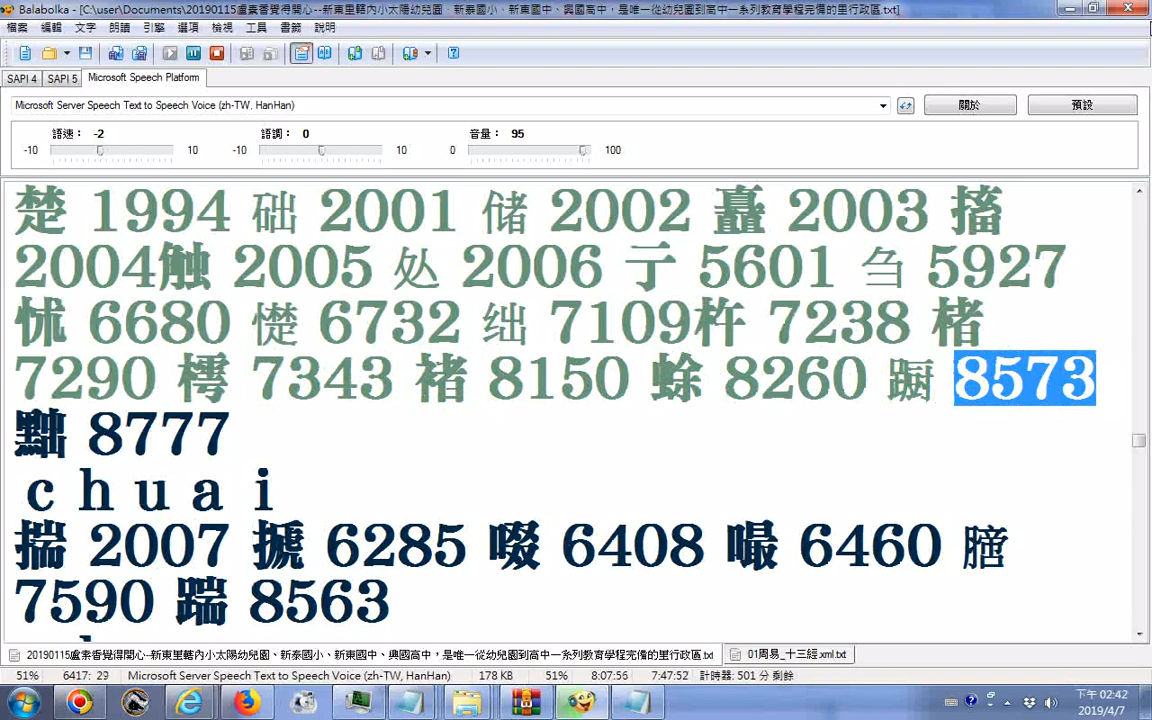 Balabolka - [C:\user\Documents\20190115盧素香覺得開心--新東里轄內小太陽幼兒園、新泰國小、新東國中、興國高中，是唯一從幼兒園到高中一系列教育學程完備的里行政區.txt]
檔案 編輯 文字 朗讀 引擎 選項 檢視 工具 書籤 說明
SAPI 4 SAPI 5 Microsoft Speech Platform
Microsoft Server Speech Text to Speech Voice (zh-TW, HanHan) 關於 預設
語速： -2 語調： 0 音量： 95
-10 10 -10 10 0 100
楚 1994 础 2001 储 2002 矗 2003 搐
2004触 2005 处 2006 亍 5601 刍 5927
怵 6680 憷 6732 绌 7109杵 7238 楮
7290 樗 7343 褚 8150 蜍 8260 蹰 8573
黜 8777
c h u a i
揣 2007 搋 6285 啜 6408 嘬 6460 膪
7590 踹 8563
20190115盧素香覺得開心--新東里轄內小太陽幼兒園、新泰國小、新東國中、興國高中，是唯一從幼兒園到高中一系列教育學程完備的里行政區.txt 01周易_十三經.xml.txt
51% 6417: 29 Microsoft Server Speech Text to Speech Voice (zh-TW, HanHan) 178 KB 51% 8:07:56 7:47:52 計時器: 501 分 剩餘
下午 02:42
2019/4/7